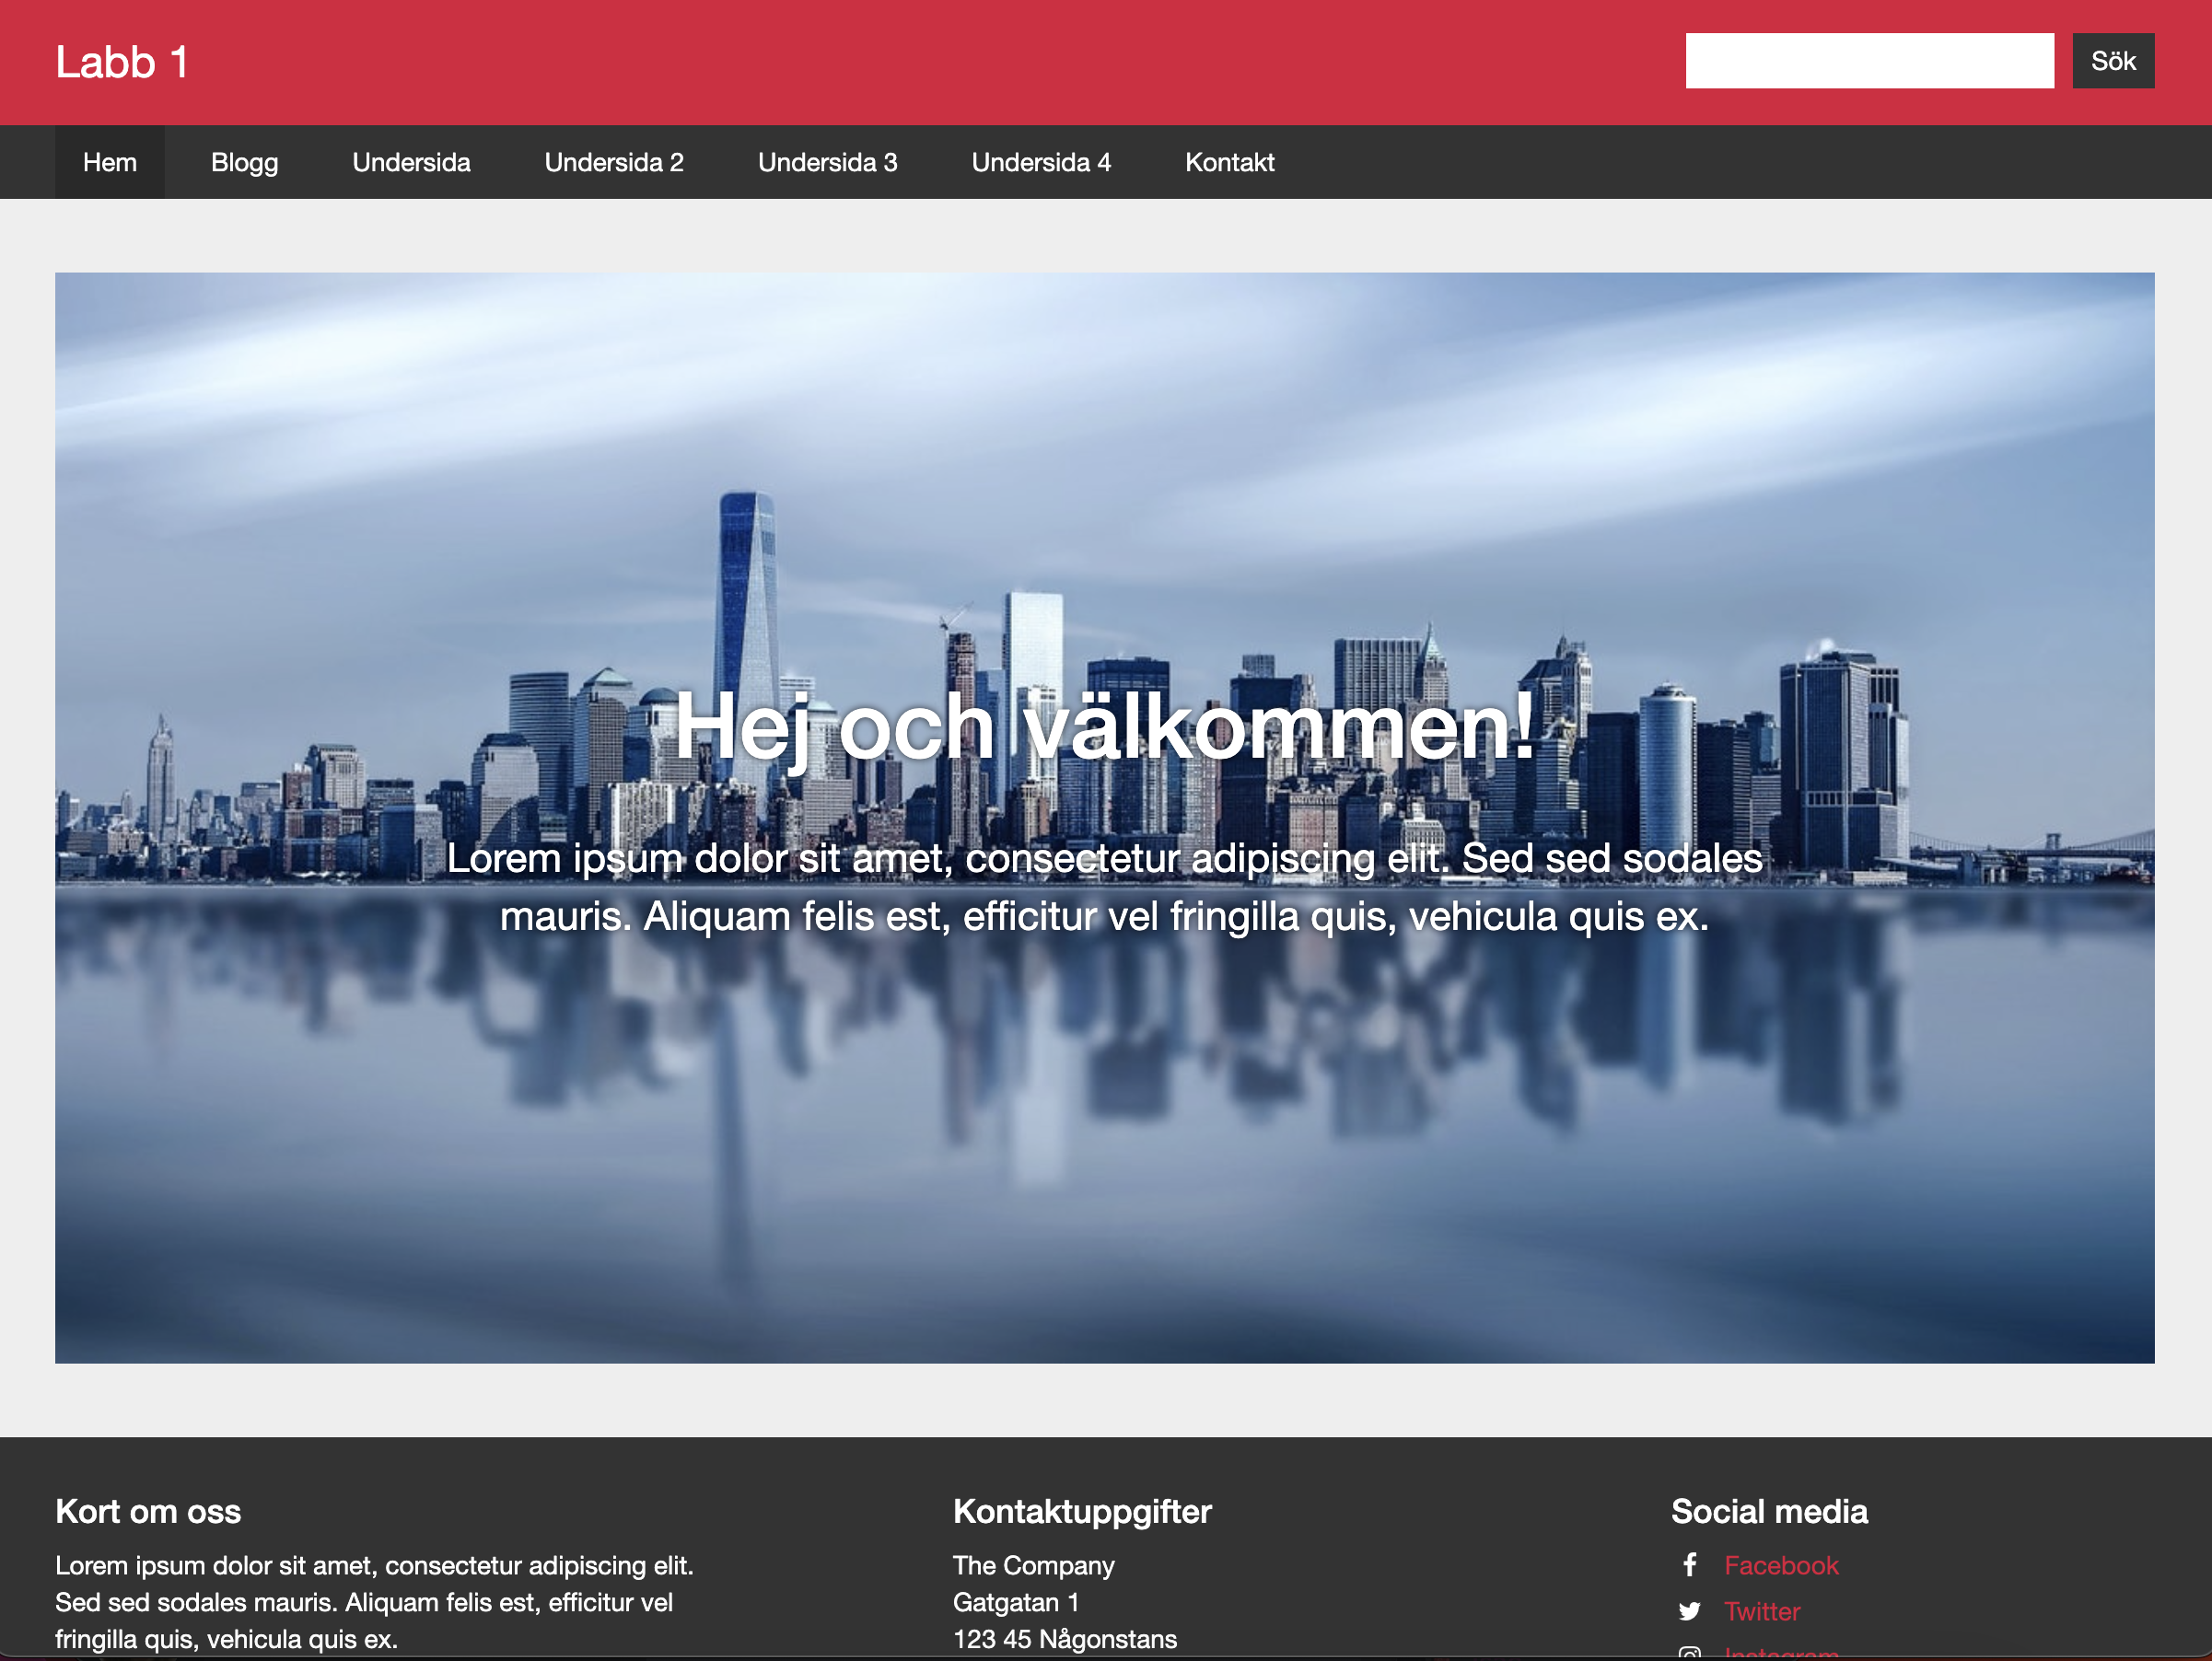 Labb 1
Sök
Hem Blogg Undersida Undersida 2 Undersida 3 Undersida 4 Kontakt
Hej och välkommen!
Lorem ipsum dolor sit amet, consectetur adipiscing elit. Sed sed sodales
mauris. Aliquam felis est, efficitur vel fringilla quis, vehicula quis ex.
Kort om oss
Lorem ipsum dolor sit amet, consectetur adipiscing elit.
Sed sed sodales mauris. Aliquam felis est, efficitur vel
fringilla quis, vehicula quis ex.
Kontaktuppgifter
The Company
Gatgatan 1
123 45 Någonstans
Social media
Facebook
Twitter
Instagram